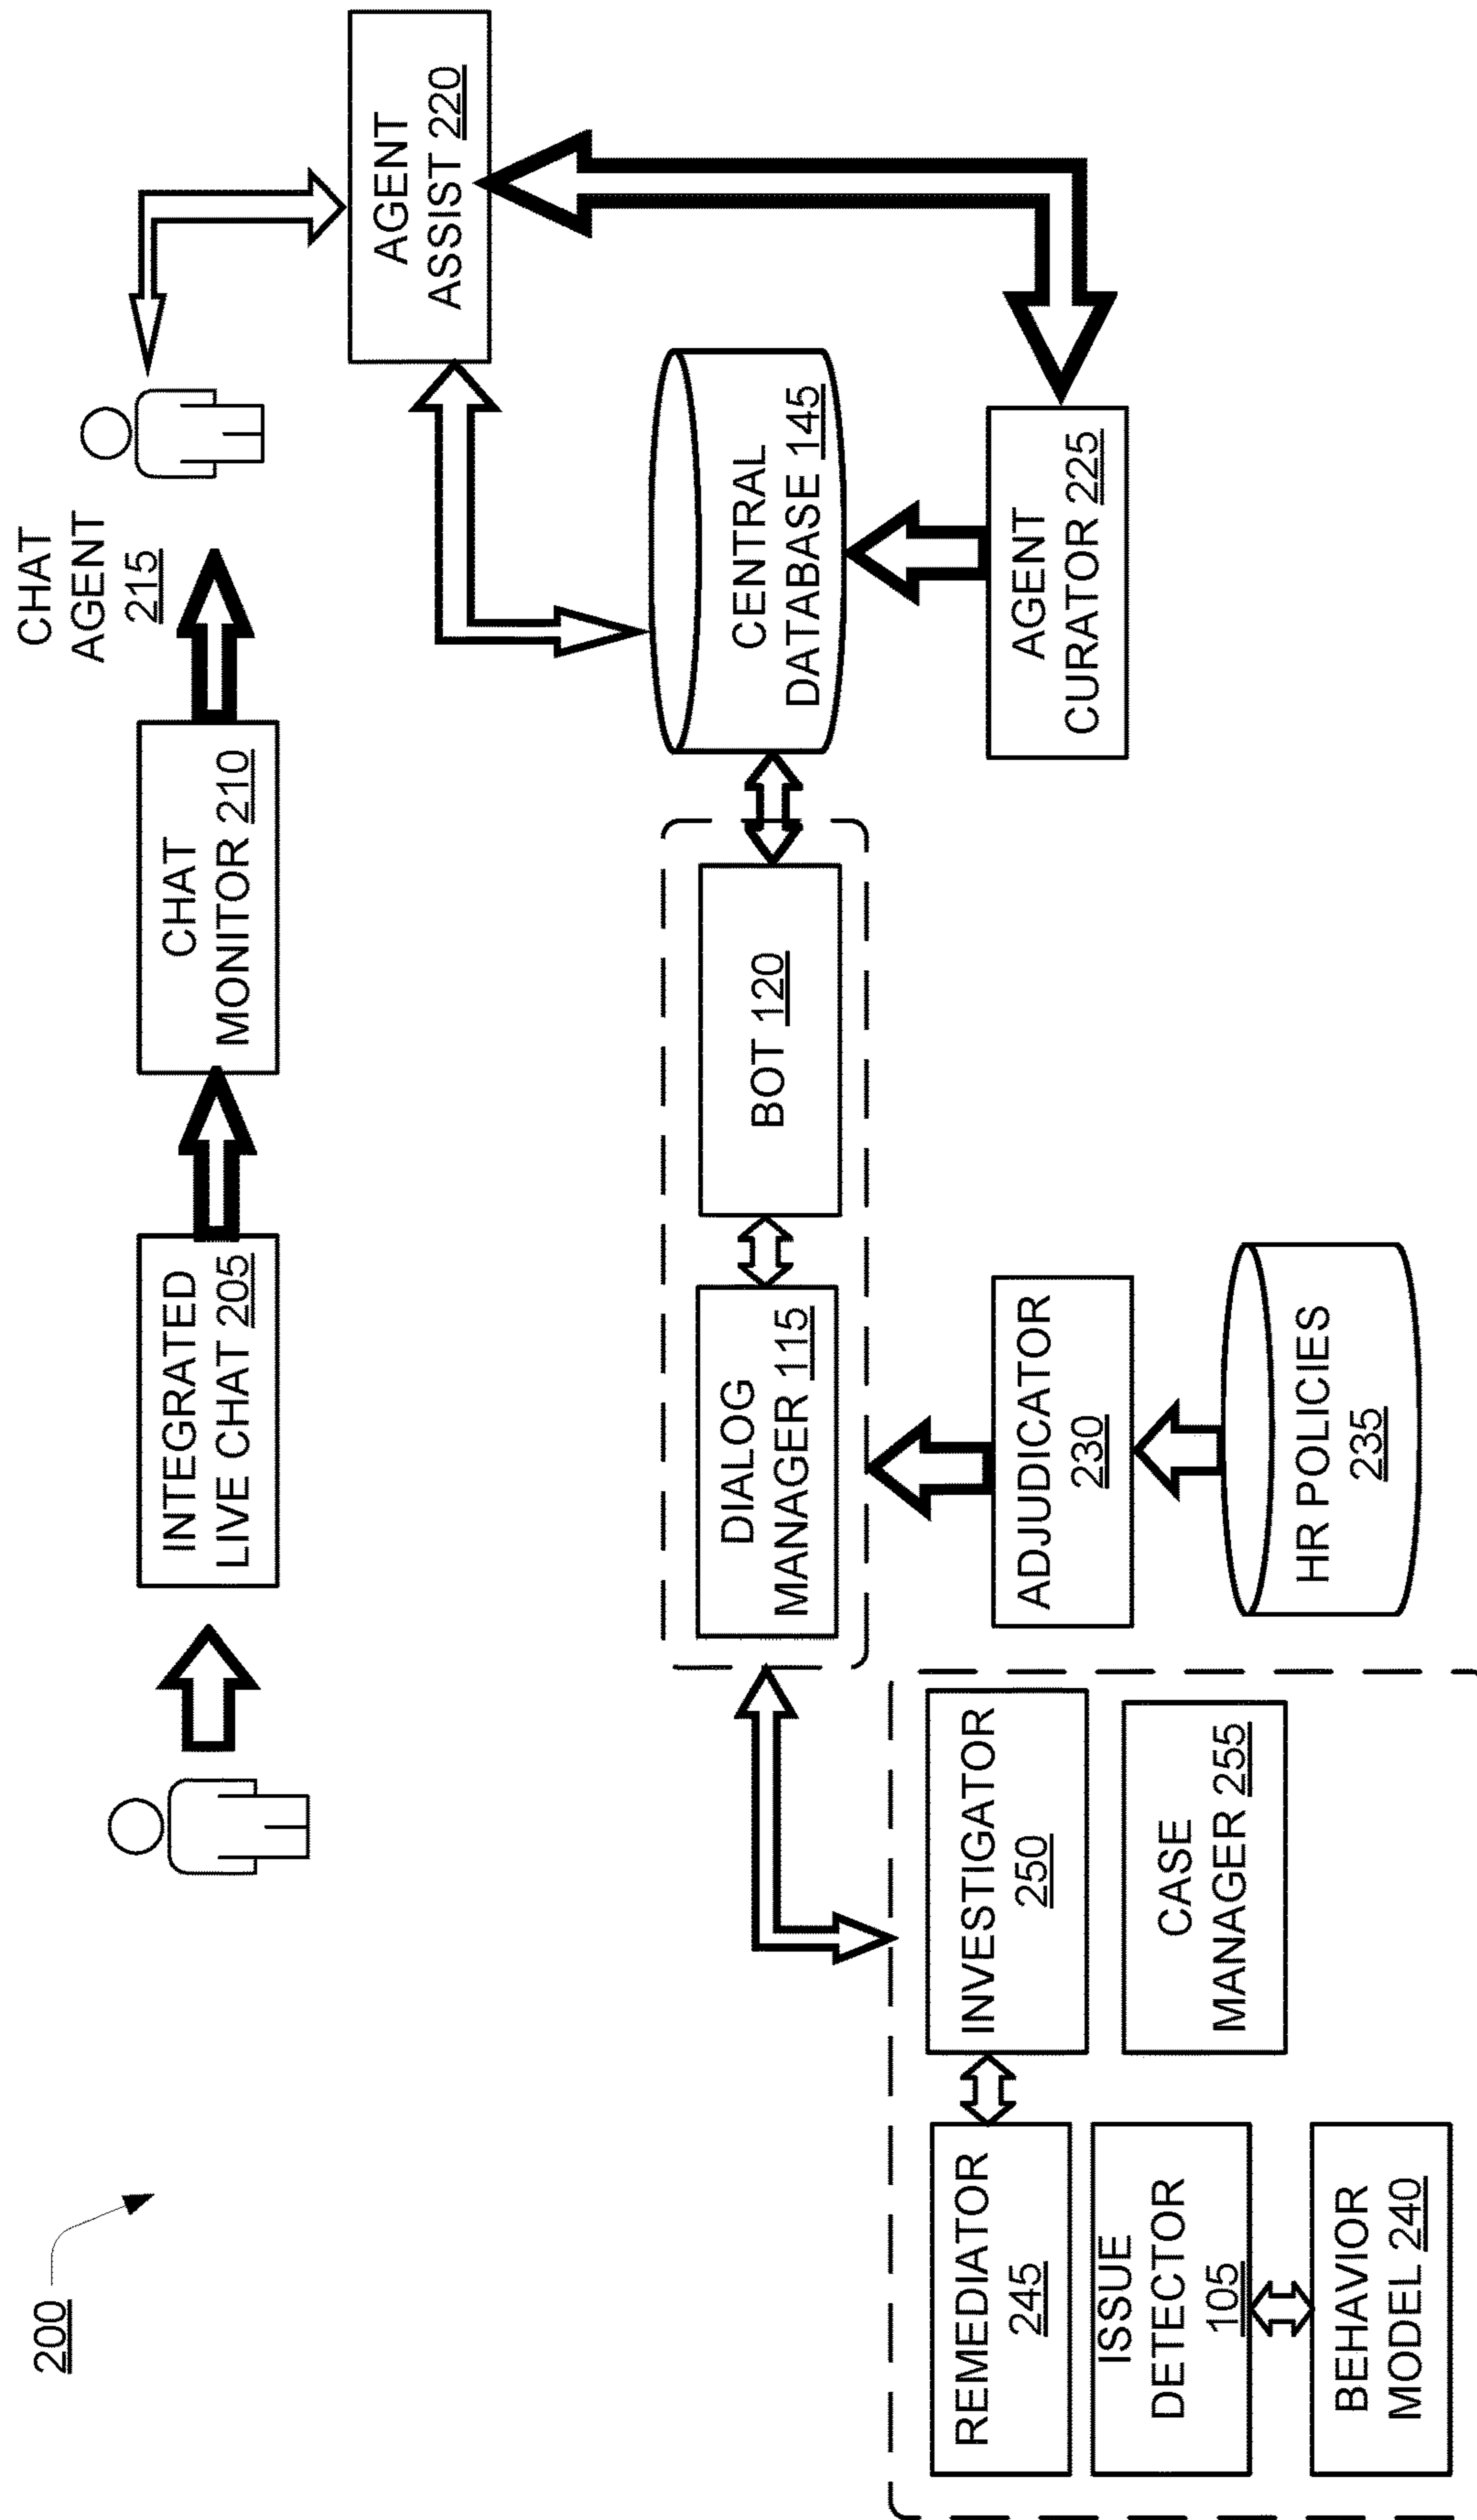 200
INTEGRATED
LIVE CHAT 205
CHAT
MONITOR 210
CHAT
AGENT
215
AGENT
ASSIST 220
DIALOG
MANAGER 115
BOT 120
CENTRAL
DATABASE 145
REMEDIATOR
245
INVESTIGATOR
250
ADJUDICATOR
230
AGENT
CURATOR 225
ISSUE
DETECTOR
105
CASE
MANAGER 255
HR POLICIES
235
BEHAVIOR
MODEL 240